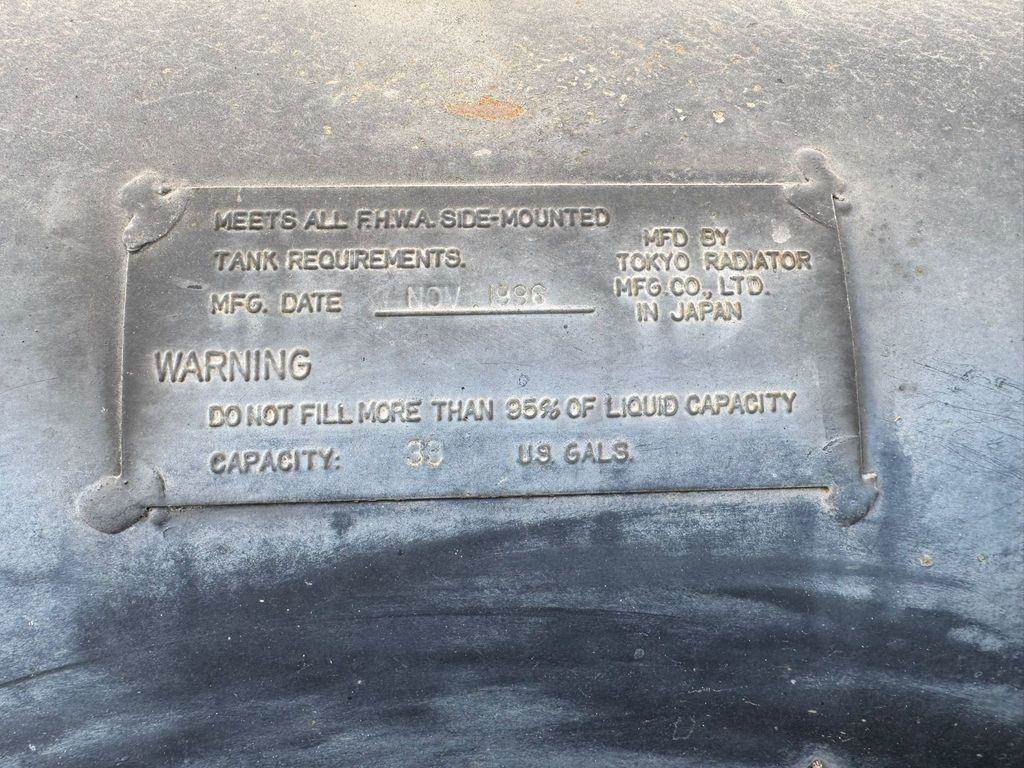 MEETS ALL F.H.W.A. SIDE-MOUNTED
TANK REQUIREMENTS.
MFG. DATE NOV .1996
MFD BY
TOKYO RADIATOR
MFG.CO., LTD.
IN JAPAN
WARNING
DO NOT FILL MORE THAN 95% OF LIQUID CAPACITY
CAPACITY: 33 U.S. GALS.